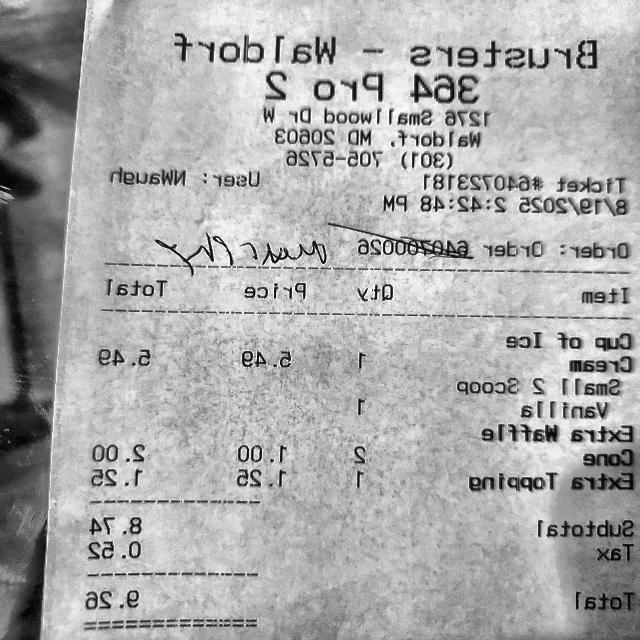 Brusters - Waldorf
364 Pro 2
1276 Smallwood Dr W
Waldorf, MD 20603
(301) 705-5726
Ticket #640723181 User: NWaugh
8/19/2025 2:42:48 PM
Order: Order 640700026
Item Qty Price Total
Cup of Ice
Cream 1 5.49 5.49
Small 2 Scoop
Vanilla 1
Extra Waffle
Cone 2 1.00 2.00
Extra Topping 1 1.25 1.25
Subtotal 8.74
Tax 0.52
Total 9.26